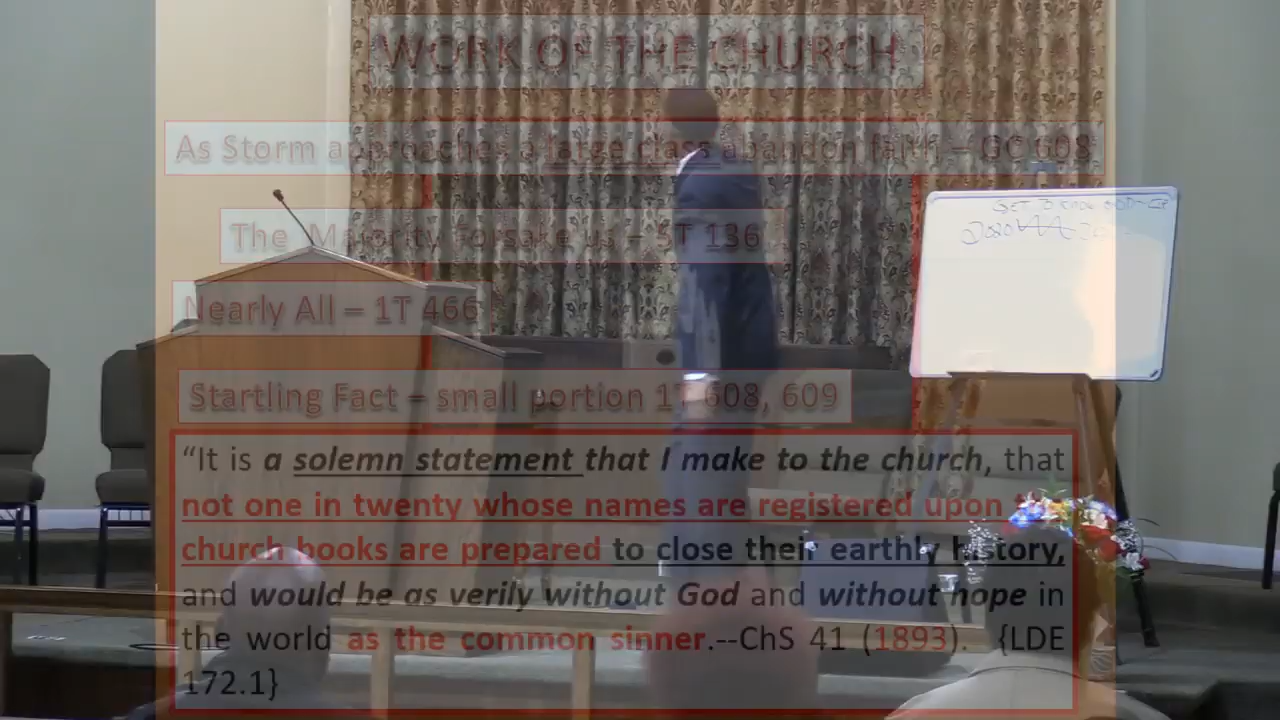 WORK OF THE CHURCH
As Storm approaches a large class abandon faith – GC 608
The Majority Forsake us – 5T 136
Nearly All – 1T 466
Startling Fact – small portion 1T 608, 609
“It is a solemn statement that I make to the church, that
not one in twenty whose names are registered upon
church books are prepared to close their earthly history,
and would be as verily without God and without hope in
the world as the common sinner.--ChS 41 (1893). {LDE
172.1}
GET TO KNOW GOD